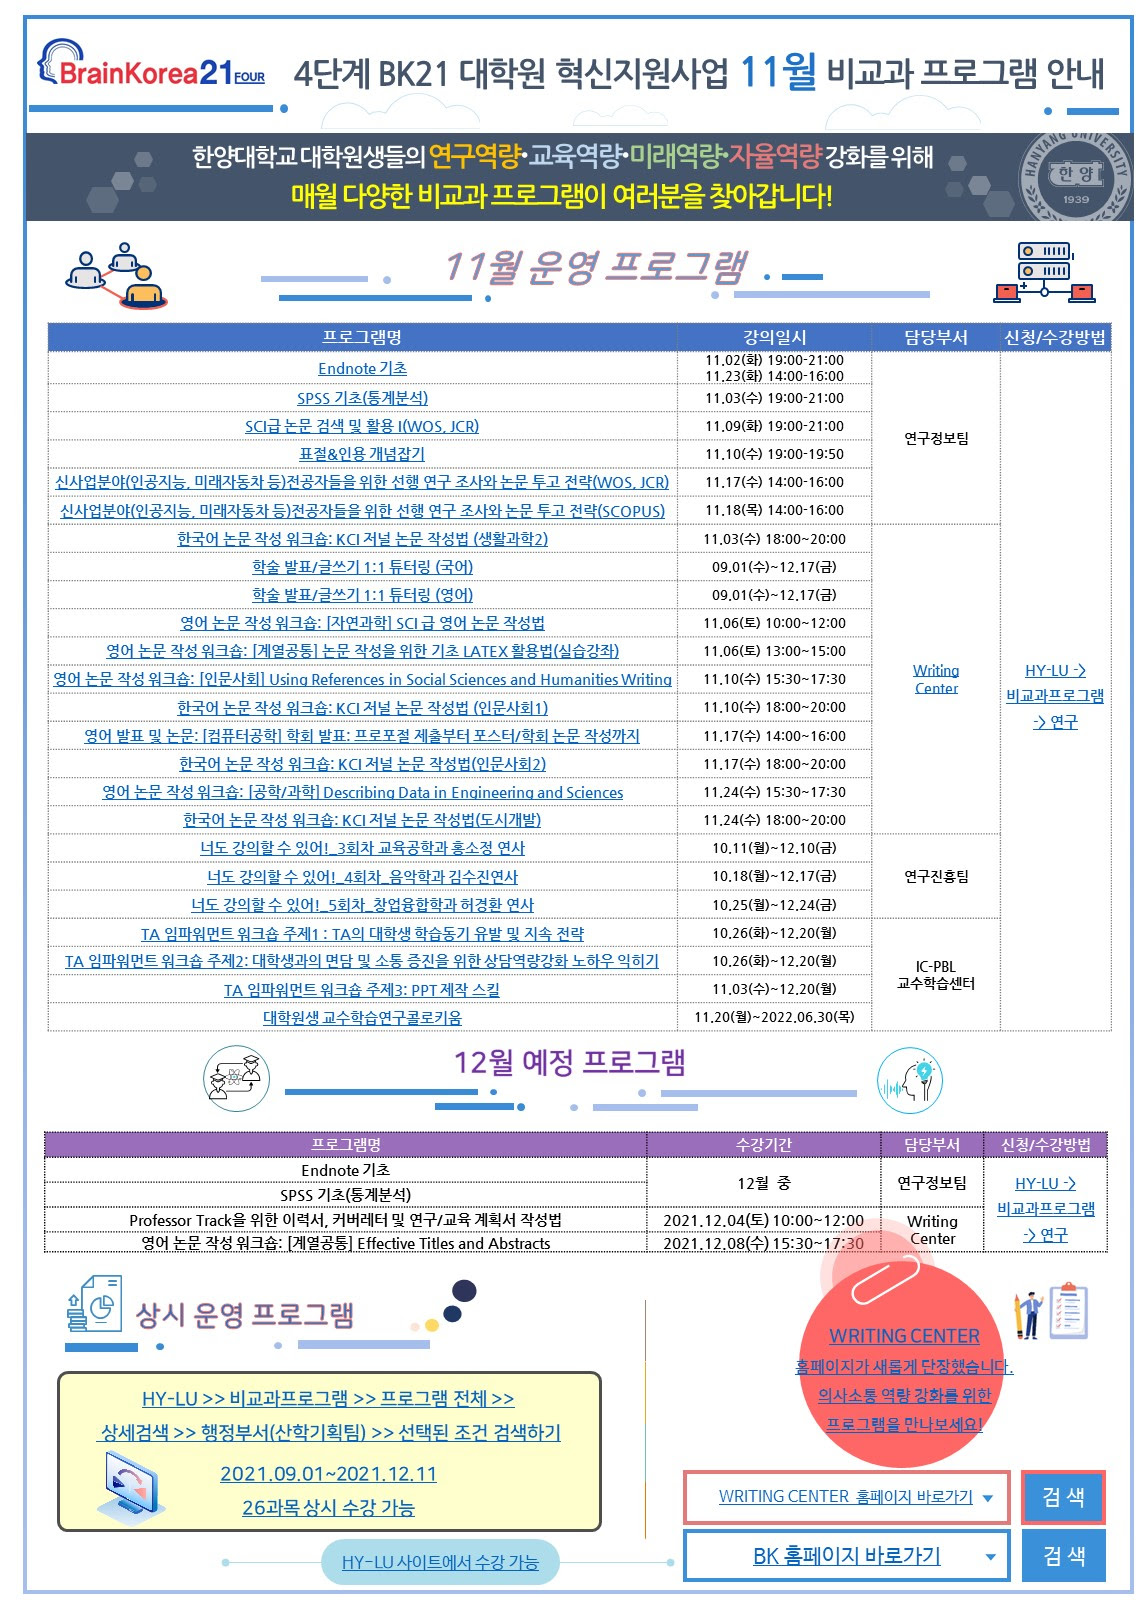 BrainKorea21 FOUR
4단계 BK21 대학원 혁신지원사업 11월 비교과 프로그램 안내
한양대학교 대학원생들의 연구역량•교육역량•미래역량•자율역량 강화를 위해
매월 다양한 비교과 프로그램이 여러분을 찾아갑니다!
HANYANG UNIVERSITY
한양
1939
11월 운영 프로그램
프로그램명 강의일시 담당부서 신청/수강방법
Endnote 기초 11.02(화) 19:00-21:00
11.23(화) 14:00-16:00
SPSS 기초(통계분석) 11.03(수) 19:00-21:00
SCI급 논문 검색 및 활용 I(WOS, JCR) 11.09(화) 19:00-21:00
연구정보팀
표절&인용 개념잡기 11.10(수) 19:00-19:50
신사업분야(인공지능, 미래자동차 등)전공자들을 위한 선행 연구 조사와 논문 투고 전략(WOS, JCR) 11.17(수) 14:00-16:00
신사업분야(인공지능, 미래자동차 등)전공자들을 위한 선행 연구 조사와 논문 투고 전략(SCOPUS) 11.18(목) 14:00-16:00
한국어 논문 작성 워크숍: KCI 저널 논문 작성법 (생활과학2) 11.03(수) 18:00~20:00
학술 발표/글쓰기 1:1 튜터링 (국어) 09.01(수)~12.17(금)
학술 발표/글쓰기 1:1 튜터링 (영어) 09.01(수)~12.17(금)
영어 논문 작성 워크숍: [자연과학] SCI 급 영어 논문 작성법 11.06(토) 10:00~12:00
영어 논문 작성 워크숍: [계열공통] 논문 작성을 위한 기초 LATEX 활용법(실습강좌) 11.06(토) 13:00~15:00
영어 논문 작성 워크숍: [인문사회] Using References in Social Sciences and Humanities Writing 11.10(수) 15:30~17:30
Writing
Center
HY-LU ->
비교과프로그램
-> 연구
한국어 논문 작성 워크숍: KCI 저널 논문 작성법 (인문사회1) 11.10(수) 18:00~20:00
영어 발표 및 논문: [컴퓨터공학] 학회 발표: 프로포절 제출부터 포스터/학회 논문 작성까지 11.17(수) 14:00~16:00
한국어 논문 작성 워크숍: KCI 저널 논문 작성법(인문사회2) 11.17(수) 18:00~20:00
영어 논문 작성 워크숍: [공학/과학] Describing Data in Engineering and Sciences 11.24(수) 15:30~17:30
한국어 논문 작성 워크숍: KCI 저널 논문 작성법(도시개발) 11.24(수) 18:00~20:00
너도 강의할 수 있어!_3회차 교육공학과 홍소정 연사 10.11(월)~12.10(금)
너도 강의할 수 있어!_4회차_음악학과 김수진연사 10.18(월)~12.17(금) 연구진흥팀
너도 강의할 수 있어!_5회차_창업융합학과 허경환 연사 10.25(월)~12.24(금)
TA 임파워먼트 워크숍 주제1 : TA의 대학생 학습동기 유발 및 지속 전략 10.26(화)~12.20(월)
TA 임파워먼트 워크숍 주제2: 대학생과의 면담 및 소통 증진을 위한 상담역량강화 노하우 익히기 10.26(화)~12.20(월)
IC-PBL
교수학습센터
TA 임파워먼트 워크숍 주제3: PPT 제작 스킬 11.03(수)~12.20(월)
대학원생 교수학습연구콜로키움 11.20(월)~2022.06.30(목)
12월 예정 프로그램
프로그램명 수강기간 담당부서 신청/수강방법
Endnote 기초
12월 중 연구정보팀
SPSS 기초(통계분석)
HY-LU ->
비교과프로그램
-> 연구
Professor Track을 위한 이력서, 커버레터 및 연구/교육 계획서 작성법 2021.12.04(토) 10:00~12:00
Writing
Center
영어 논문 작성 워크숍: [계열공통] Effective Titles and Abstracts 2021.12.08(수) 15:30~17:30
상시 운영 프로그램
HY-LU >> 비교과프로그램 >> 프로그램 전체 >>
상세검색 >> 행정부서(산학기획팀) >> 선택된 조건 검색하기
2021.09.01~2021.12.11
26과목 상시 수강 가능
HY-LU 사이트에서 수강 가능
WRITING CENTER
홈페이지가 새롭게 단장했습니다.
의사소통 역량 강화를 위한
프로그램을 만나보세요!
WRITING CENTER 홈페이지 바로가기 검 색
BK 홈페이지 바로가기 검 색